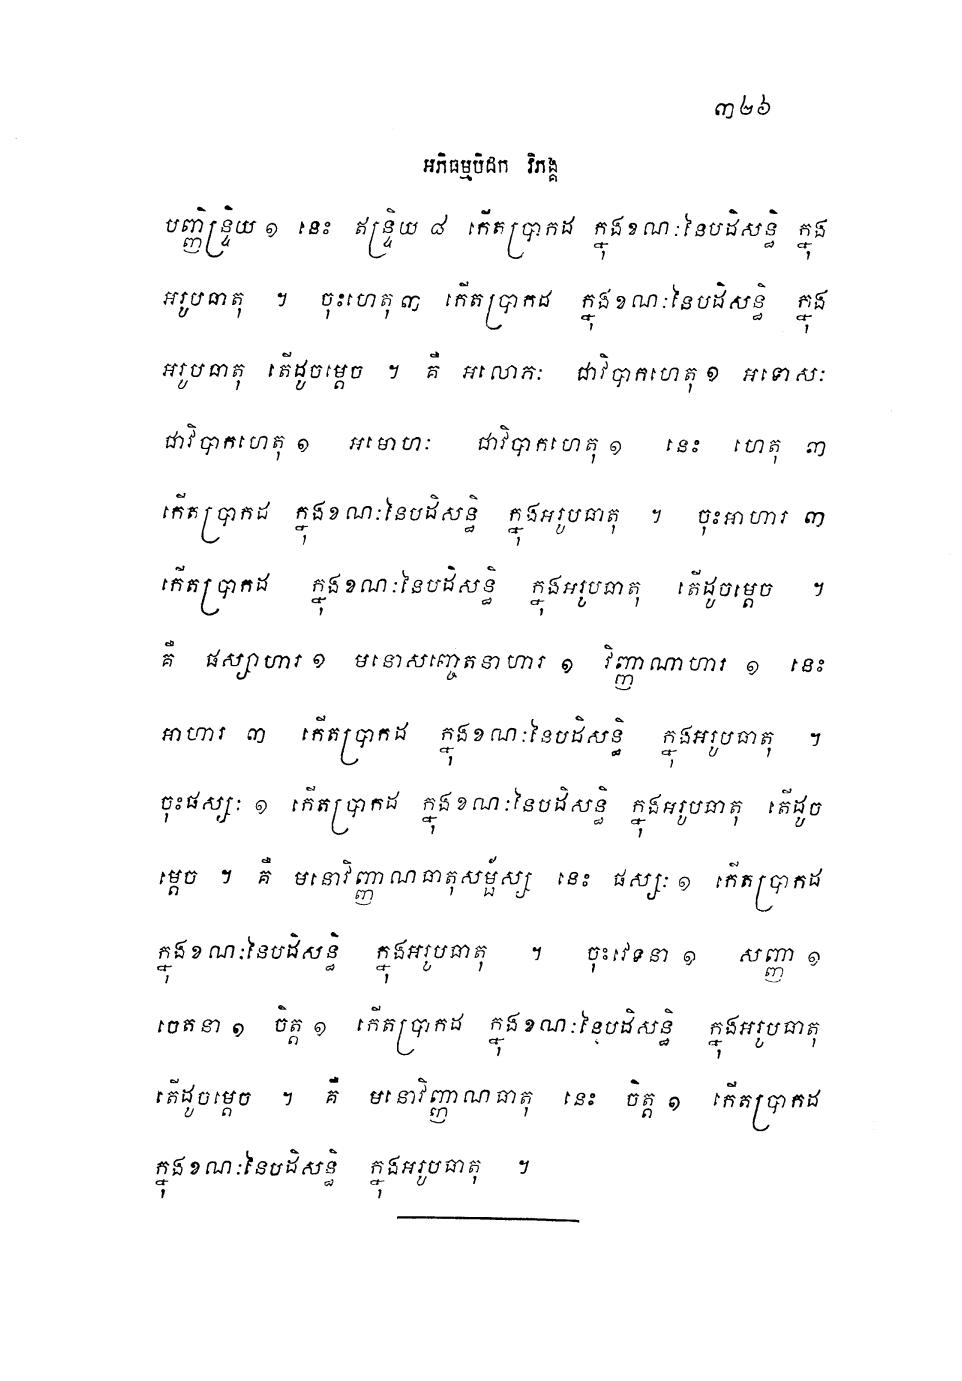 ៣២៦
អភិធម្មបិដក វិភង្គ
បញ្ញិន្ទ្រិយ ១ នេះ ឥន្ទ្រិយ ៨ កើតប្រាកដ ក្នុងខណៈនៃបដិសន្ធិ ក្នុង
អរូបធាតុ ។ ចុះហេតុ ៣ កើតប្រាកដ ក្នុងខណៈនៃបដិសន្ធិ ក្នុង
អរូបធាតុ តើដូចម្តេច ។ គឺ អលោភៈ ជាវិបាកហេតុ ១ អទោសៈ
ជាវិបាកហេតុ ១ អមោហៈ ជាវិបាកហេតុ ១ នេះ ហេតុ ៣
កើតប្រាកដ ក្នុងខណៈនៃបដិសន្ធិ ក្នុងអរូបធាតុ ។ ចុះអាហារ ៣
កើតប្រាកដ ក្នុងខណៈនៃបដិសន្ធិ ក្នុងអរូបធាតុ តើដូចម្តេច ។
គឺ ផស្សាហារ ១ មនោសញ្ចេតនាហារ ១ វិញ្ញាណាហារ ១ នេះ
អាហារ ៣ កើតប្រាកដ ក្នុងខណៈនៃបដិសន្ធិ ក្នុងអរូបធាតុ ។
ចុះផស្សៈ ១ កើតប្រាកដ ក្នុងខណៈនៃបដិសន្ធិ ក្នុងអរូបធាតុ តើដូច
ម្តេច ។ គឺ មនោវិញ្ញាណធាតុសម្ផ័ស្ស នេះ ផស្សៈ ១ កើតប្រាកដ
ក្នុងខណៈនៃបដិសន្ធិ ក្នុងអរូបធាតុ ។ ចុះវេទនា ១ សញ្ញា ១
ចេតនា ១ ចិត្ត ១ កើតប្រាកដ ក្នុងខណៈនៃបដិសន្ធិ ក្នុងអរូបធាតុ
តើដូចម្តេច ។ គឺ មនោវិញ្ញាណធាតុ នេះ ចិត្ត ១ កើតប្រាកដ
ក្នុងខណៈនៃបដិសន្ធិ ក្នុងអរូបធាតុ ។